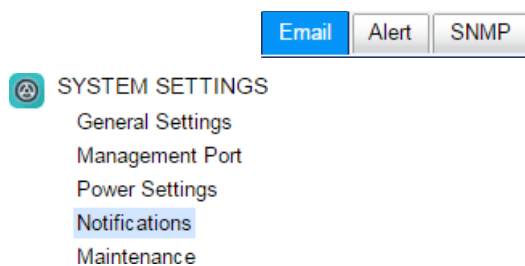 Email Alert SNMP
SYSTEM SETTINGS
General Settings
Management Port
Power Settings
Notifications
Maintenance